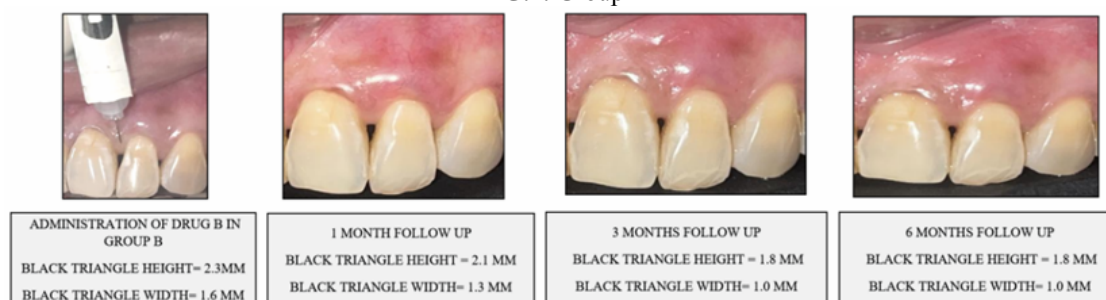 ADMINISTRATION OF DRUG B IN
GROUP B
BLACK TRIANGLE HEIGHT= 2.3MM
BLACK TRIANGLE WIDTH= 1.6 MM
1 MONTH FOLLOW UP
BLACK TRIANGLE HEIGHT = 2.1 MM
BLACK TRIANGLE WIDTH= 1.3 MM
3 MONTHS FOLLOW UP
BLACK TRIANGLE HEIGHT = 1.8 MM
BLACK TRIANGLE WIDTH= 1.0 MM
6 MONTHS FOLLOW UP
BLACK TRIANGLE HEIGHT = 1.8 MM
BLACK TRIANGLE WIDTH= 1.0 MM